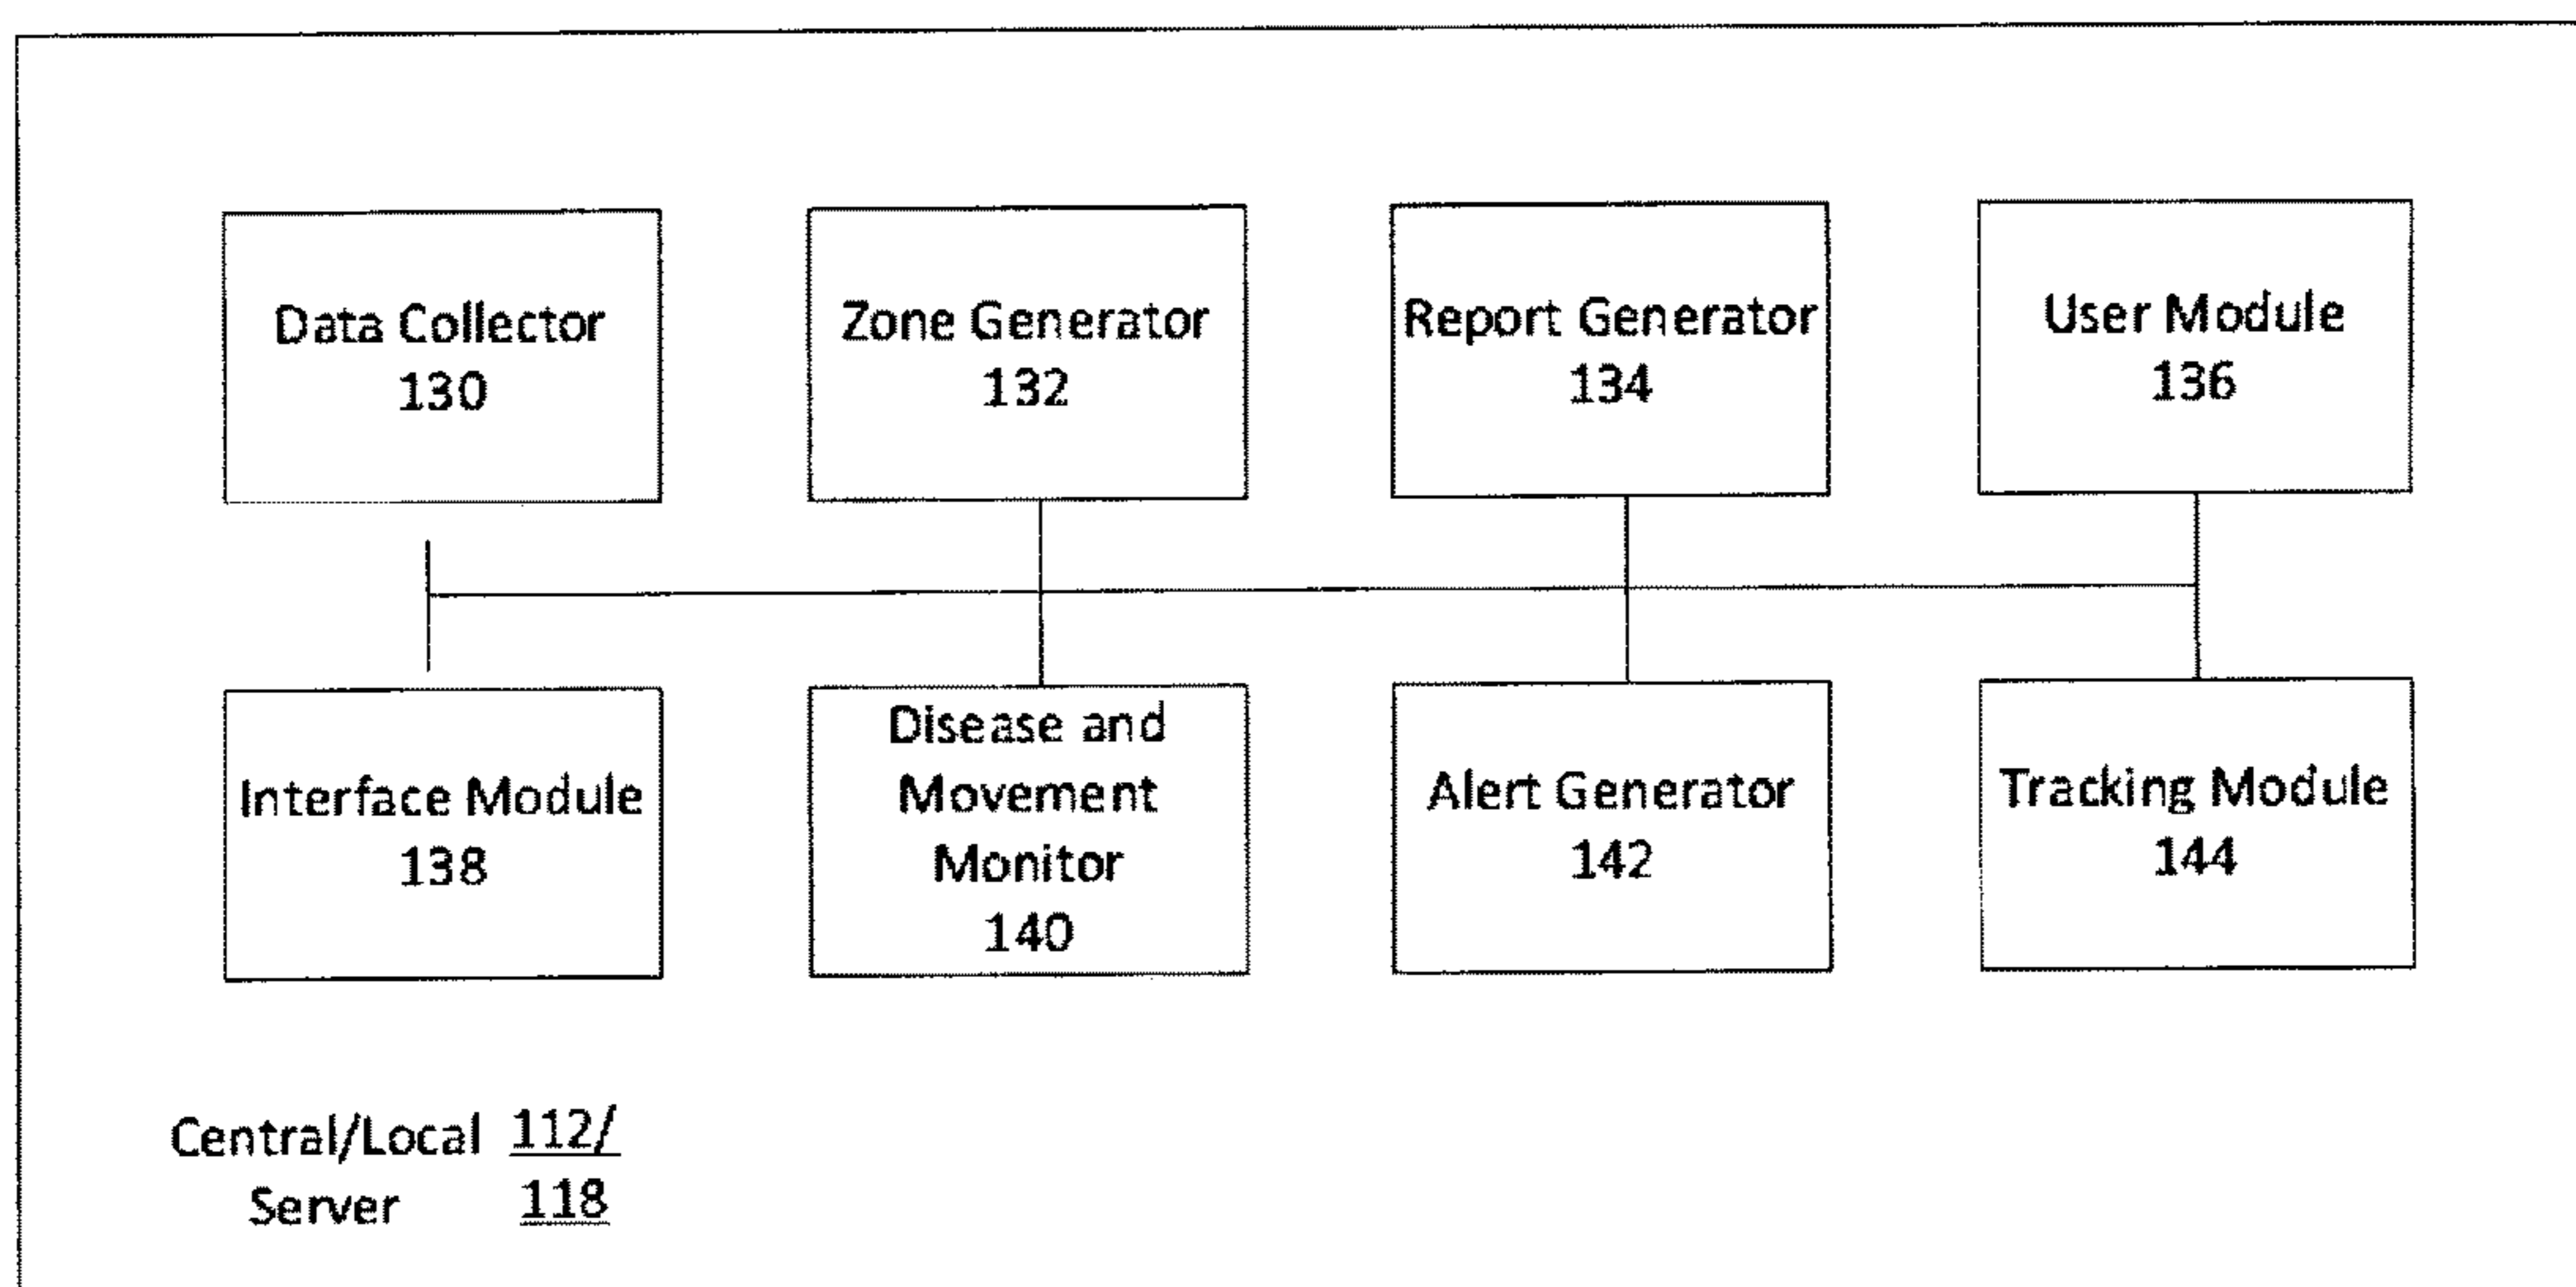 Data Collector
130
Zone Generator
132
Report Generator
134
User Module
136
Interface Module
138
Disease and
Movement
Monitor
140
Alert Generator
142
Tracking Module
144
Central/Local 112/
Server 118